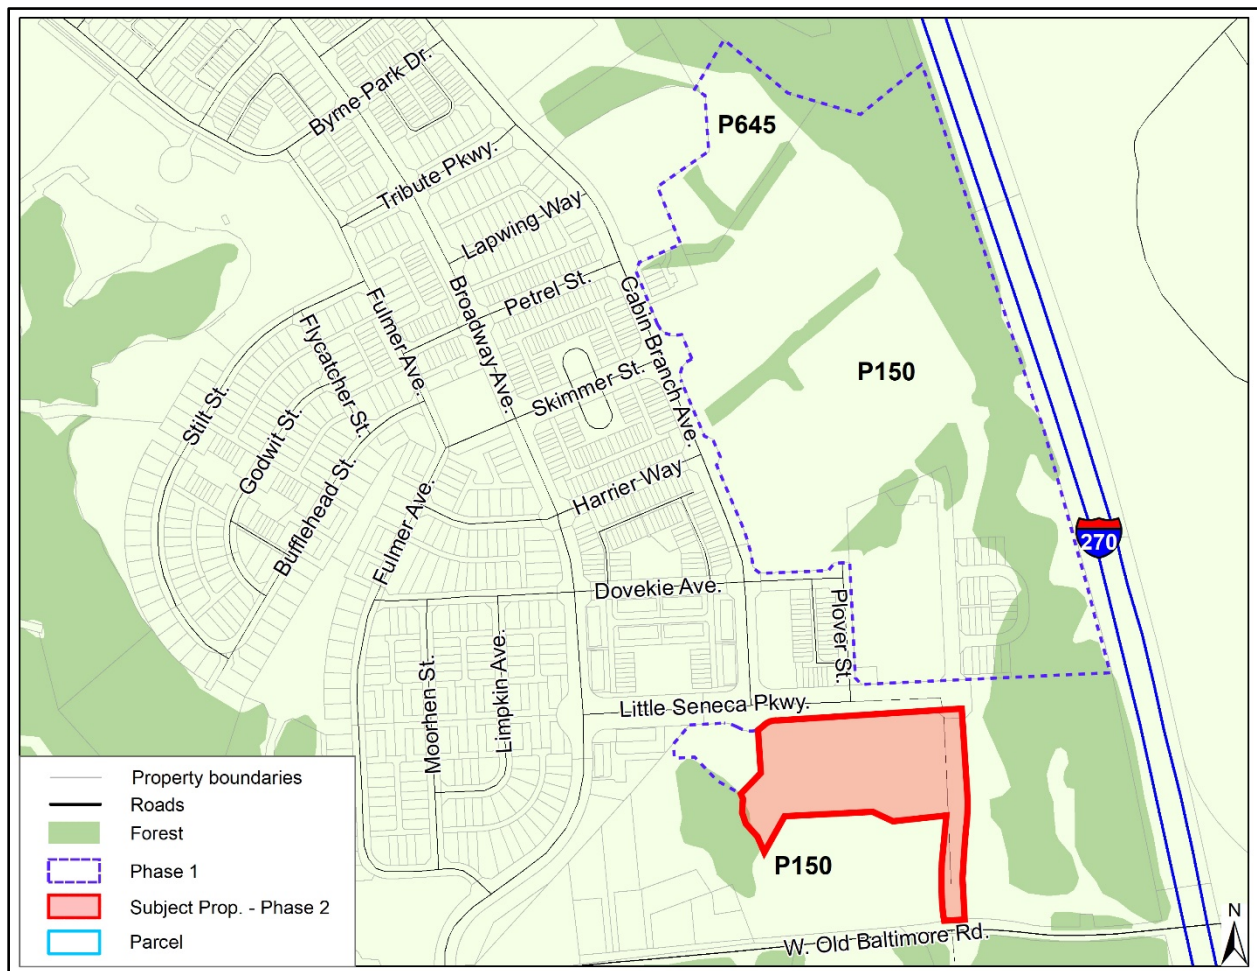 Byrne Park Dr.
P645
Tribute Pkwy.
Lapwing Way
Petrel St.
Cabin Branch Ave.
Fulmer Ave.
Broadway Ave.
Flycatcher St.
Stilt St.
Skimmer St.
P150
Godwit St.
Bufflehead St.
Harrier Way
Fulmer Ave.
270
Dovekie Ave.
Plover St.
Moorhen St.
Limpkin Ave.
Little Seneca Pkwy.
P150
W. Old Baltimore Rd.
Property boundaries
Roads
Forest
Phase 1
Subject Prop. - Phase 2
Parcel
N